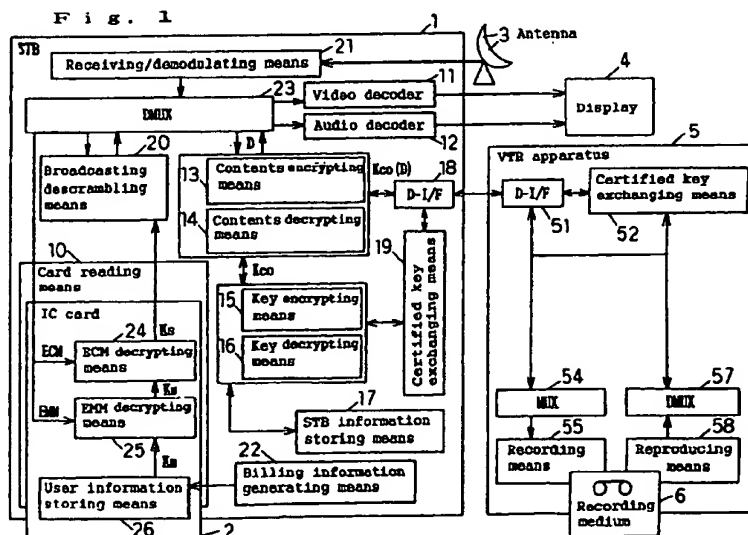 Fig. 1
1
STB
21
Receiving/demodulating means
3
Antenna
23
DMUX
11
Video decoder
4
Display
Audio decoder
12
20
D
Broadcasting descrambling means
13
Contents encrypting means
14
Contents decrypting means
Kco(D)
18
D-I/F
5
VTR apparatus
D-I/F
51
Certified key exchanging means
52
10
Card reading means
Kco
19
Certified key exchanging means
15
Key encrypting means
16
Key decrypting means
IC card
24
Ks
ECM
ECM decrypting means
EMM
EMM decrypting means
25
17
STB information storing means
22
Billing information generating means
User information storing means
26
2
54
MUX
57
DMUX
55
Recording means
58
Reproducing means
Recording medium
6